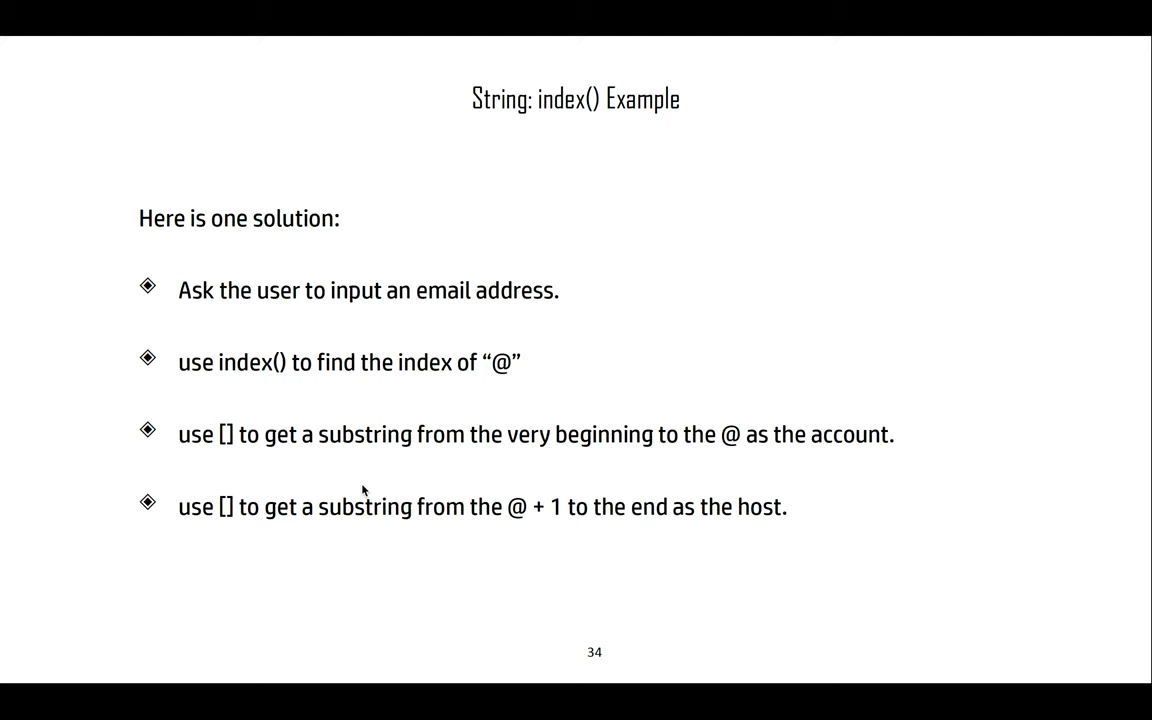 String: index() Example
Here is one solution:
Ask the user to input an email address.
use index() to find the index of “@”
use [] to get a substring from the very beginning to the @ as the account.
use [] to get a substring from the @ + 1 to the end as the host.
34